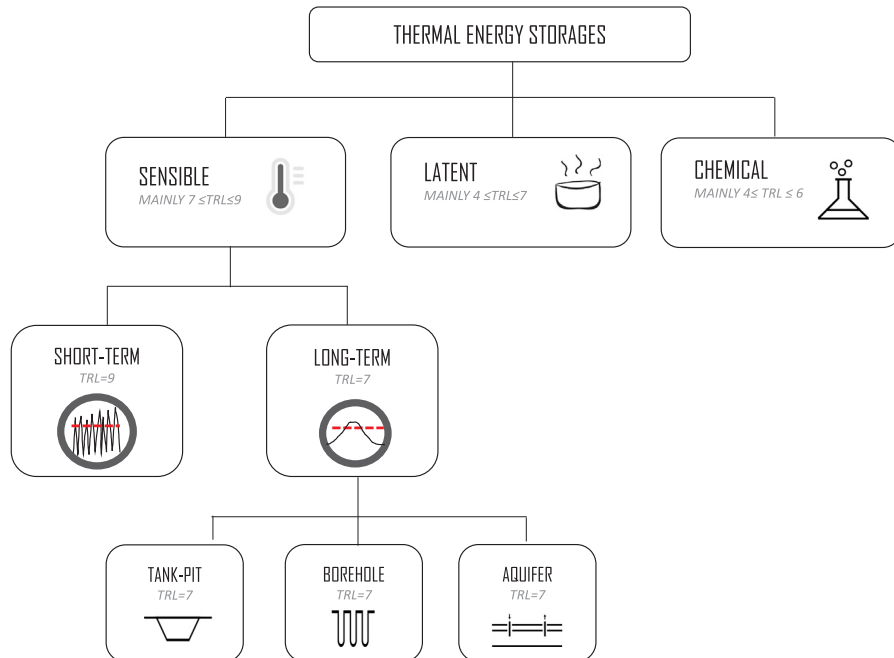 THERMAL ENERGY STORAGES
SENSIBLE
MAINLY 7 ≤TRL≤9
LATENT
MAINLY 4 ≤TRL≤7
CHEMICAL
MAINLY 4≤ TRL ≤ 6
SHORT-TERM
TRL=9
LONG-TERM
TRL=7
TANK-PIT
TRL=7
BOREHOLE
TRL=7
AQUIFER
TRL=7